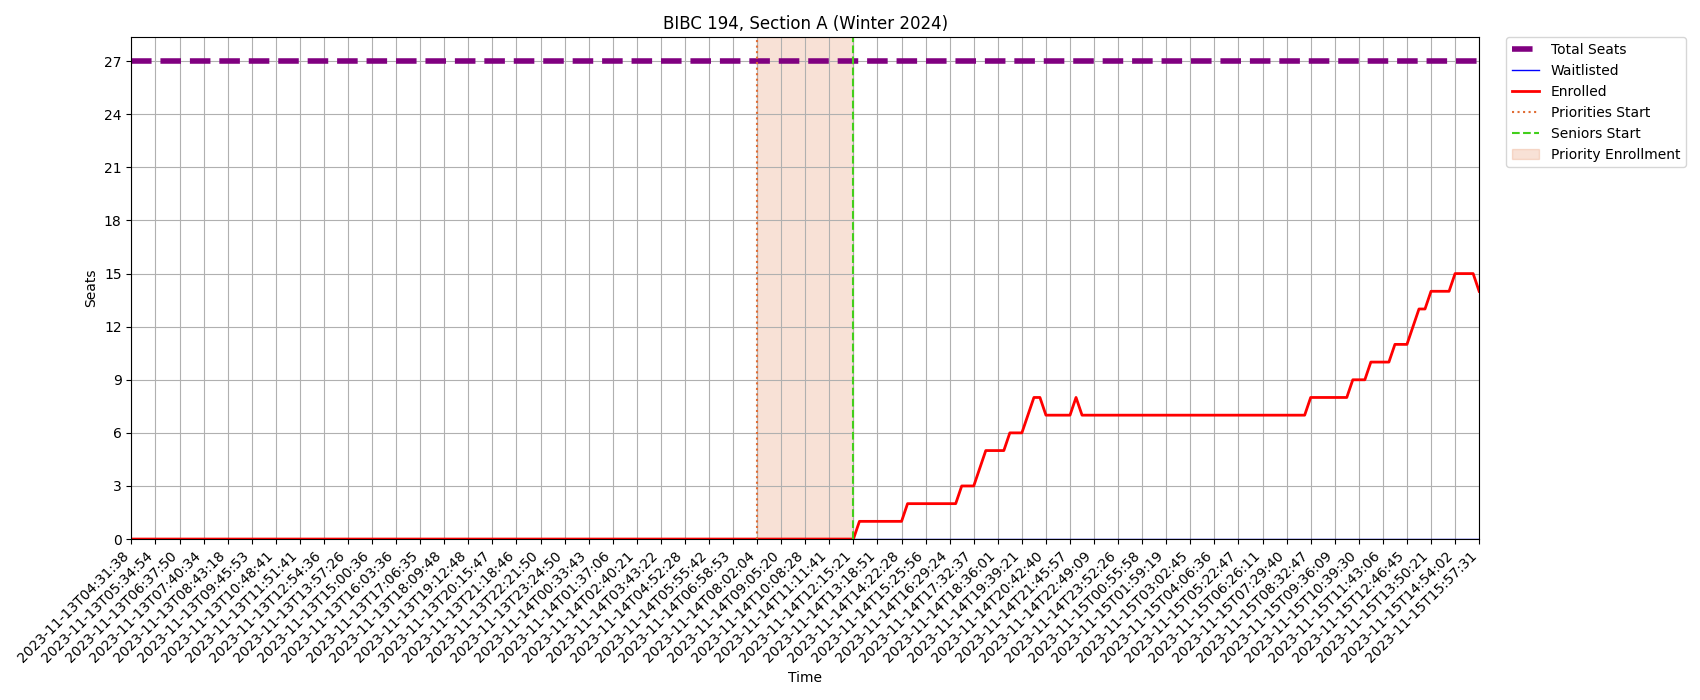 BIBC 194, Section A (Winter 2024)
Total Seats
Waitlisted
Enrolled
Priorities Start
Seniors Start
Priority Enrollment
Seats
27
24
21
18
15
12
9
6
3
0
2023-11-13T04:31:38
2023-11-13T05:34:54
2023-11-13T06:37:50
2023-11-13T07:40:34
2023-11-13T08:43:18
2023-11-13T09:45:53
2023-11-13T10:48:41
2023-11-13T11:51:41
2023-11-13T12:54:36
2023-11-13T13:57:26
2023-11-13T15:00:36
2023-11-13T16:03:36
2023-11-13T17:06:35
2023-11-13T18:09:48
2023-11-13T19:12:48
2023-11-13T20:15:47
2023-11-13T21:18:46
2023-11-13T22:21:50
2023-11-13T23:24:50
2023-11-14T00:33:43
2023-11-14T01:37:06
2023-11-14T02:40:21
2023-11-14T03:43:22
2023-11-14T04:52:28
2023-11-14T05:55:42
2023-11-14T06:58:53
2023-11-14T08:02:04
2023-11-14T09:05:20
2023-11-14T10:08:28
2023-11-14T11:11:41
2023-11-14T12:15:21
2023-11-14T13:18:51
2023-11-14T14:22:28
2023-11-14T15:25:56
2023-11-14T16:29:24
2023-11-14T17:32:37
2023-11-14T18:36:01
2023-11-14T19:39:21
2023-11-14T20:42:40
2023-11-14T21:45:57
2023-11-14T22:49:09
2023-11-14T23:52:26
2023-11-15T00:55:58
2023-11-15T01:59:19
2023-11-15T03:02:45
2023-11-15T04:06:36
2023-11-15T05:22:47
2023-11-15T06:26:11
2023-11-15T07:29:40
2023-11-15T08:32:47
2023-11-15T09:36:09
2023-11-15T10:39:30
2023-11-15T11:43:06
2023-11-15T12:46:45
2023-11-15T13:50:21
2023-11-15T14:54:02
2023-11-15T15:57:31
Time